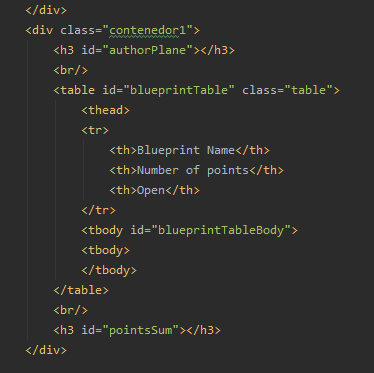 </div>
<div class="contenedor1">
<h3 id="authorPlane"></h3>
<br/>
<table id="blueprintTable" class="table">
<thead>
<tr>
<th>Blueprint Name</th>
<th>Number of points</th>
<th>Open</th>
</tr>
<tbody id="blueprintTableBody">
<tbody>
</tbody>
</table>
<br/>
<h3 id="pointsSum"></h3>
</div>